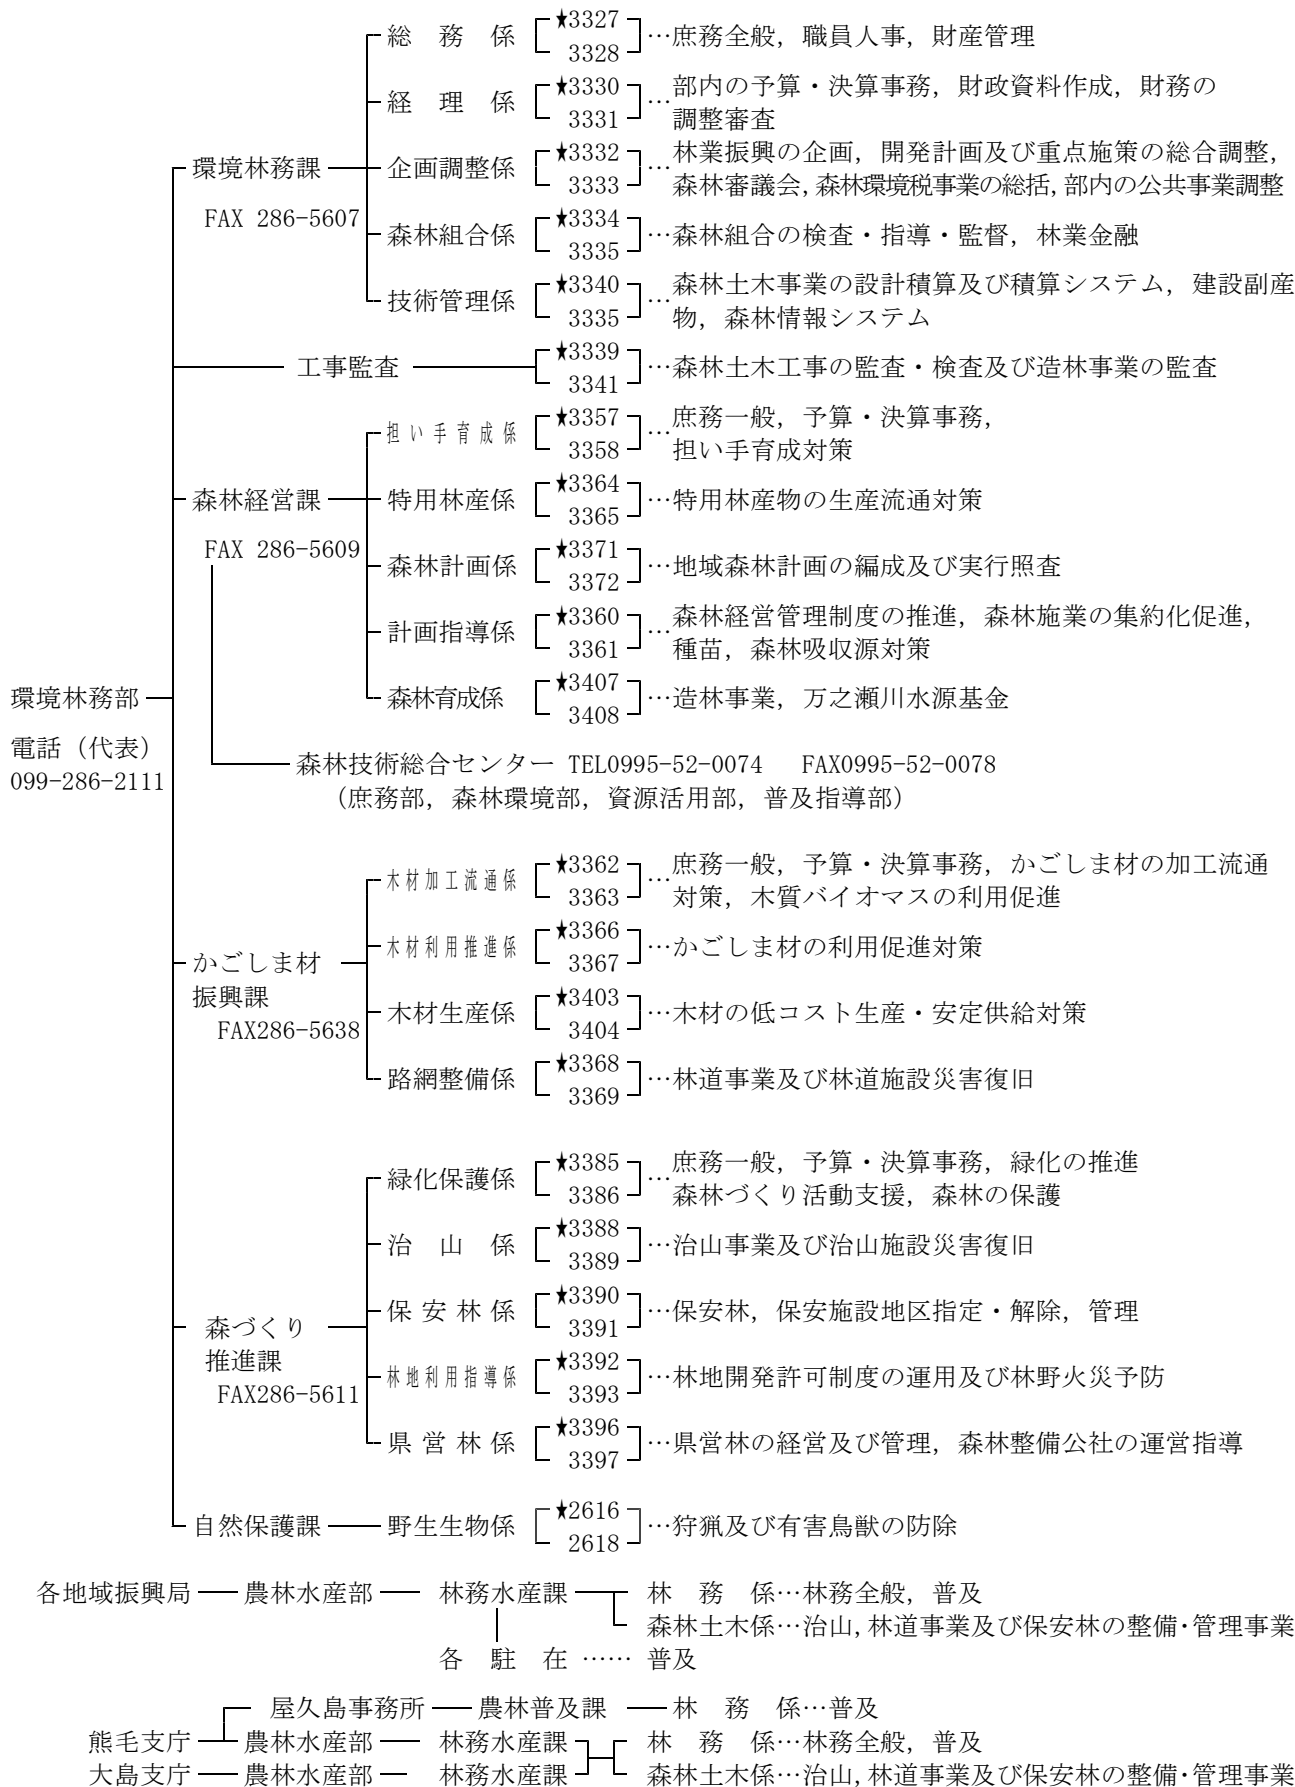 総　務　係 ★3327 …庶務全般，職員人事，財産管理
3328
経　理　係 ★3330 …部内の予算・決算事務，財政資料作成，財務の
3331 調整審査
環境林務課 企画調整係 ★3332 …林業振興の企画，開発計画及び重点施策の総合調整，
3333 森林審議会，森林環境税事業の総括，部内の公共事業調整
FAX 286-5607
森林組合係 ★3334 …森林組合の検査・指導・監督，林業金融
3335
技術管理係 ★3340 …森林土木事業の設計積算及び積算システム，建設副産
3335 物，森林情報システム
工事監査 ★3339 …森林土木工事の監査・検査及び造林事業の監査
3341
担い手育成係 ★3357 …庶務一般，予算・決算事務，
3358 担い手育成対策
森林経営課 特用林産係 ★3364 …特用林産物の生産流通対策
3365
FAX 286-5609
森林計画係 ★3371 …地域森林計画の編成及び実行照査
3372
計画指導係 ★3360 …森林経営管理制度の推進，森林施業の集約化促進，
3361 種苗，森林吸収源対策
環境林務部 森林育成係 ★3407 …造林事業，万之瀬川水源基金
3408
電話（代表）
099-286-2111
森林技術総合センター TEL0995-52-0074　FAX0995-52-0078
（庶務部，森林環境部，資源活用部，普及指導部）
木材加工流通係 ★3362 …庶務一般，予算・決算事務，かごしま材の加工流通
3363 対策，木質バイオマスの利用促進
木材利用推進係 ★3366 …かごしま材の利用促進対策
3367
かごしま材
振興課
FAX286-5638
木材生産係 ★3403 …木材の低コスト生産・安定供給対策
3404
路網整備係 ★3368 …林道事業及び林道施設災害復旧
3369
緑化保護係 ★3385 …庶務一般，予算・決算事務，緑化の推進
3386 森林づくり活動支援，森林の保護
治　山　係 ★3388 …治山事業及び治山施設災害復旧
3389
保安林係 ★3390 …保安林，保安施設地区指定・解除，管理
3391
森づくり
推進課
FAX286-5611
林地利用指導係 ★3392 …林地開発許可制度の運用及び林野火災予防
3393
県営林係 ★3396 …県営林の経営及び管理，森林整備公社の運営指導
3397
自然保護課 野生生物係 ★2616 …狩猟及び有害鳥獣の防除
2618
各地域振興局 農林水産部 林務水産課 林　務　係…林務全般，普及
森林土木係…治山，林道事業及び保安林の整備・管理事業
各　駐　在 …… 普及
屋久島事務所 農林普及課 林　務　係…普及
熊毛支庁 農林水産部 林務水産課 林　務　係…林務全般，普及
大島支庁 農林水産部 林務水産課 森林土木係…治山，林道事業及び保安林の整備・管理事業